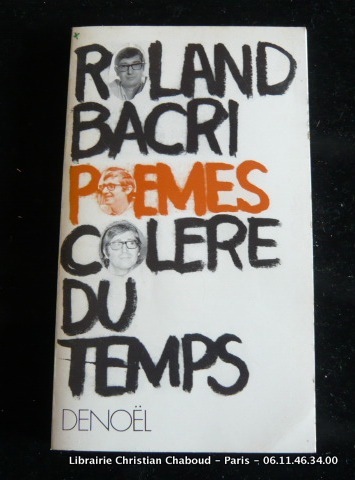 ROLAND
BACRI
POEMES
COLERE
DU
TEMPS
DENOËL
Librairie Christian Chaboud - Paris - 06.11.46.34.00